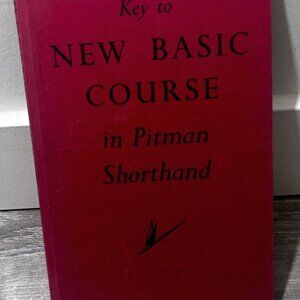 Key to
NEW BASIC
COURSE
in Pitman
Shorthand